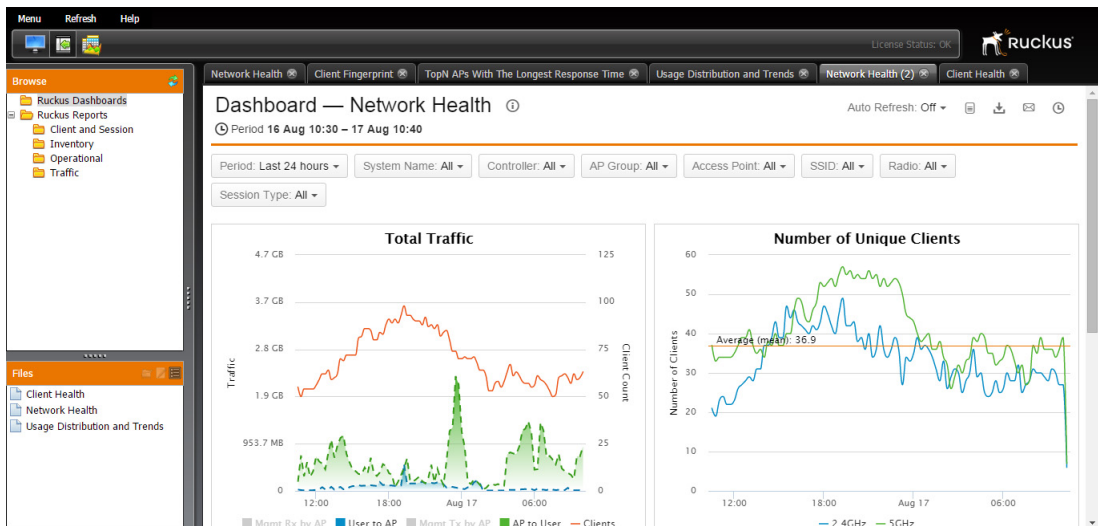 Menu Refresh Help
License Status: OK
Ruckus
Browse
Ruckus Dashboards
Ruckus Reports
Client and Session
Inventory
Operational
Traffic
Files
Client Health
Network Health
Usage Distribution and Trends
Network Health Client Fingerprint TopN APs With The Longest Response Time Usage Distribution and Trends Network Health (2) Client Health
Dashboard — Network Health
Auto Refresh: Off
Period 16 Aug 10:30 – 17 Aug 10:40
Period: Last 24 hours System Name: All Controller: All AP Group: All Access Point: All SSID: All Radio: All
Session Type: All
Total Traffic
4.7 GB 125
3.7 GB 100
2.8 GB 75
1.9 GB 50
953.7 MB 25
0 0
Traffic
Client Count
12:00 18:00 Aug 17 06:00
Mgmt Rx by AP User to AP Mgmt Tx by AP AP to User Clients
Number of Unique Clients
60
50
40
Average (mean): 36.9
30
20
10
0
Number of Clients
12:00 18:00 Aug 17 06:00
2.4GHz 5GHz